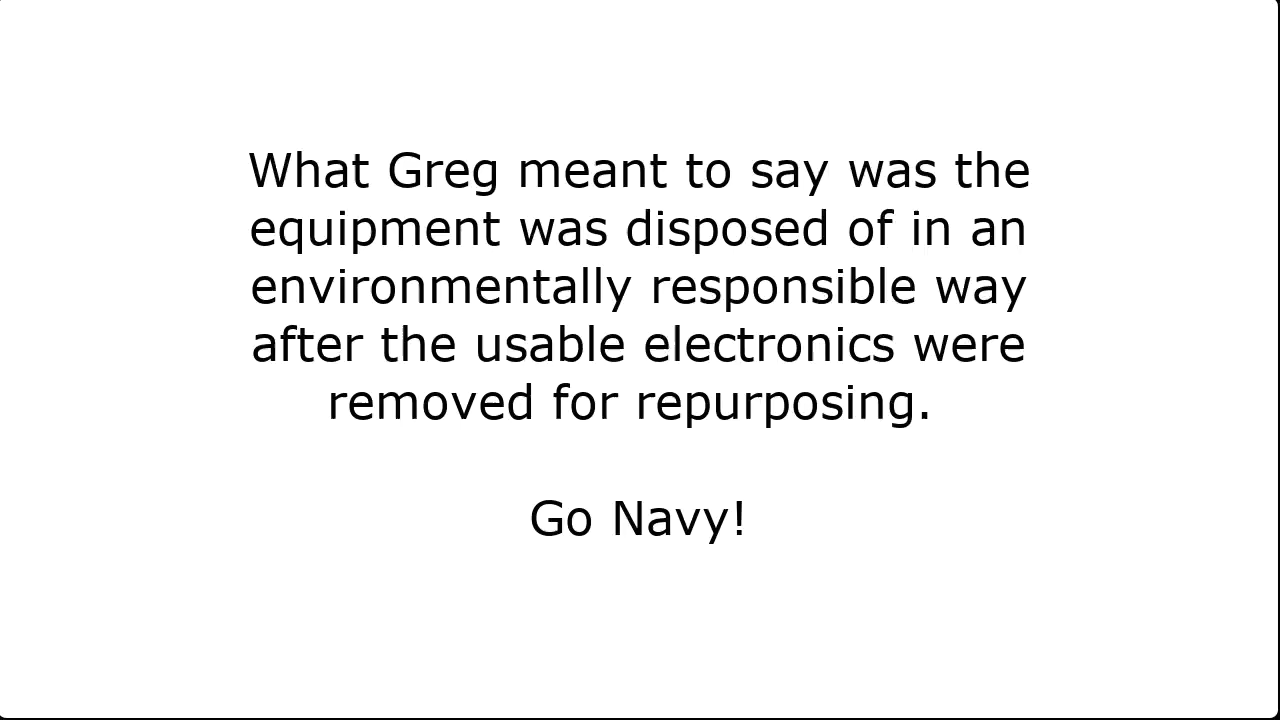 What Greg meant to say was the
equipment was disposed of in an
environmentally responsible way
after the usable electronics were
removed for repurposing.
Go Navy!